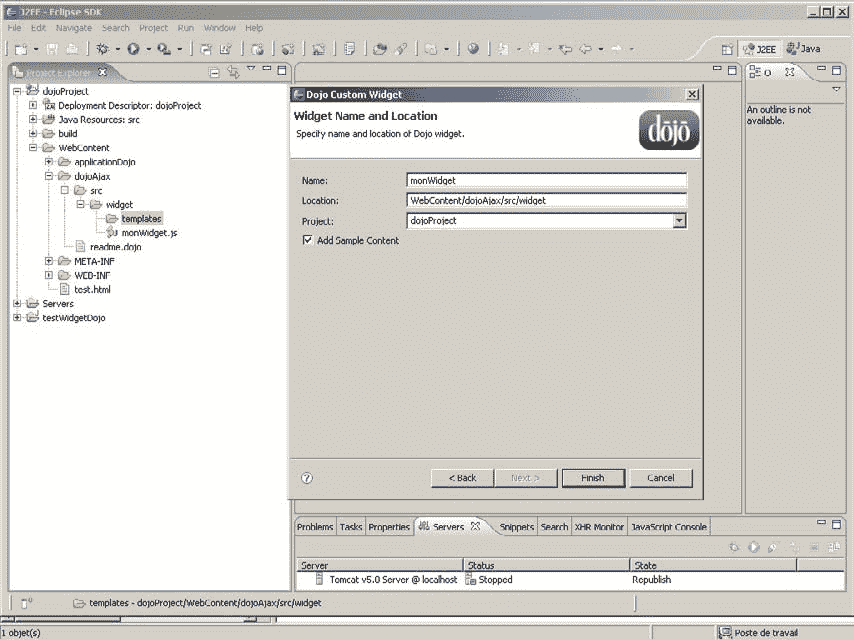 J2EE - Eclipse SDK
File Edit Navigate Search Project Run Window Help
J2EE Java
Project Explorer
dojoProject
Deployment Descriptor: dojoProject
Java Resources: src
build
WebContent
applicationDojo
dojoAjax
src
widget
templates
monWidget.js
readme.dojo
META-INF
WEB-INF
test.html
Servers
testWidgetDojo
Dojo Custom Widget
Widget Name and Location
Specify name and location of Dojo widget.
dōjō
Name: monWidget
Location: WebContent/dojoAjax/src/widget
Project: dojoProject
Add Sample Content
?
< Back Next > Finish Cancel
O
An outline is not
available.
Problems Tasks Properties Servers Snippets Search XHR Monitor JavaScript Console
Server Status State
Tomcat v5.0 Server @ localhost Stopped Republish
templates - dojoProject/WebContent/dojoAjax/src/widget
1 objet(s) Poste de travail